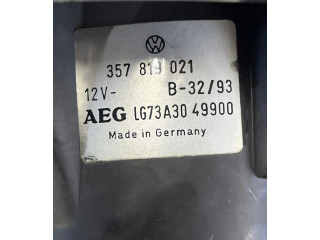 357 819 021
12V- B-32/93
AEG LG73A30 49900
Made in Germany